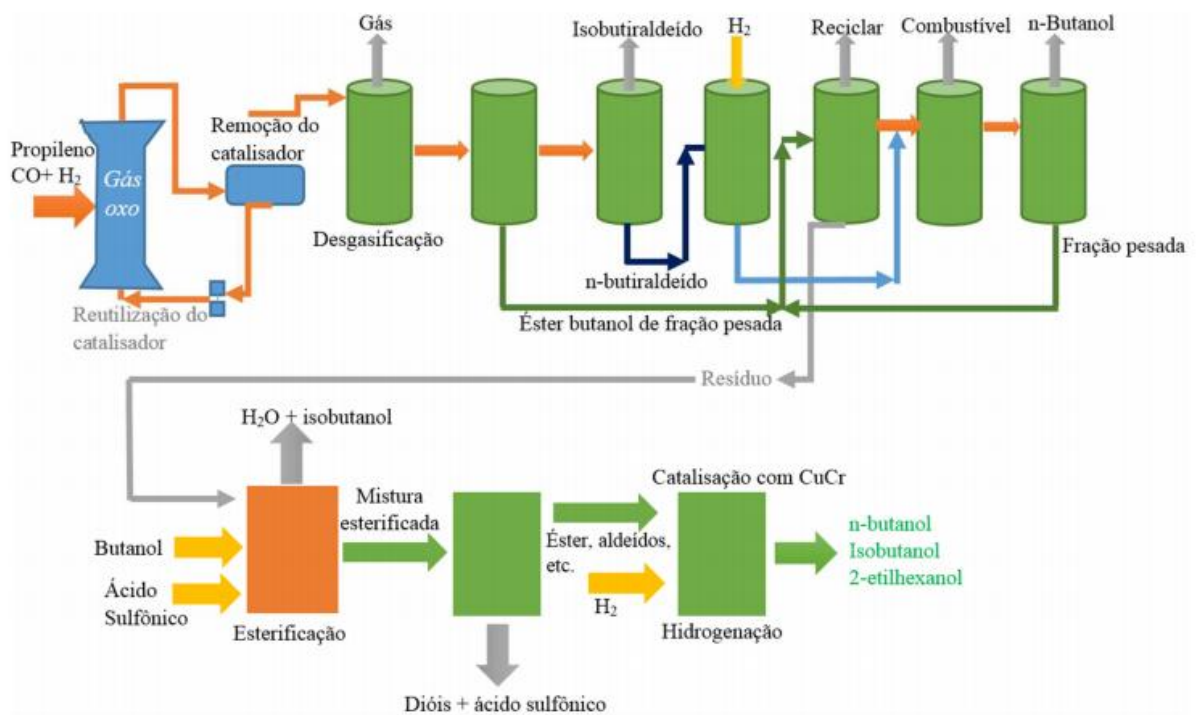 Gás
Isobutiraldeído
H₂
Reciclar
Combustível
n-Butanol
Propileno
CO+ H₂
Gás
oxo
Remoção do
catalisador
Desgasificação
n-butiraldeído
Fração pesada
Reutilização do
catalisador
Éster butanol de fração pesada
Resíduo
H₂O + isobutanol
Catalisação com CuCr
Mistura
esterificada
Butanol
Éster, aldeídos,
etc.
n-butanol
Isobutanol
2-etilhexanol
Ácido
Sulfônico
H₂
Esterificação
Hidrogenação
Dióis + ácido sulfônico